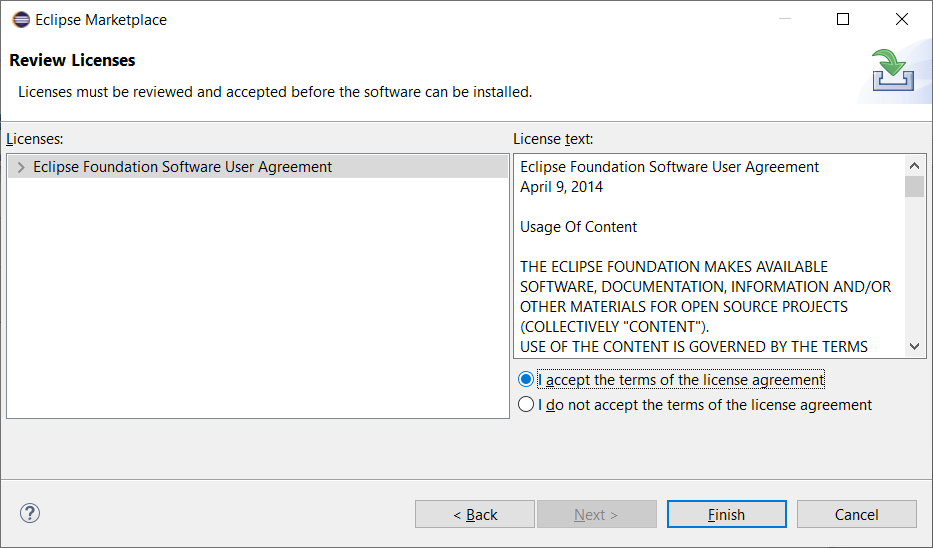 Eclipse Marketplace
Review Licenses
Licenses must be reviewed and accepted before the software can be installed.
Licenses:
Eclipse Foundation Software User Agreement
License text:
Eclipse Foundation Software User Agreement
April 9, 2014
Usage Of Content
THE ECLIPSE FOUNDATION MAKES AVAILABLE
SOFTWARE, DOCUMENTATION, INFORMATION AND/OR
OTHER MATERIALS FOR OPEN SOURCE PROJECTS
(COLLECTIVELY "CONTENT").
USE OF THE CONTENT IS GOVERNED BY THE TERMS
I accept the terms of the license agreement
I do not accept the terms of the license agreement
?
< Back
Next >
Finish
Cancel